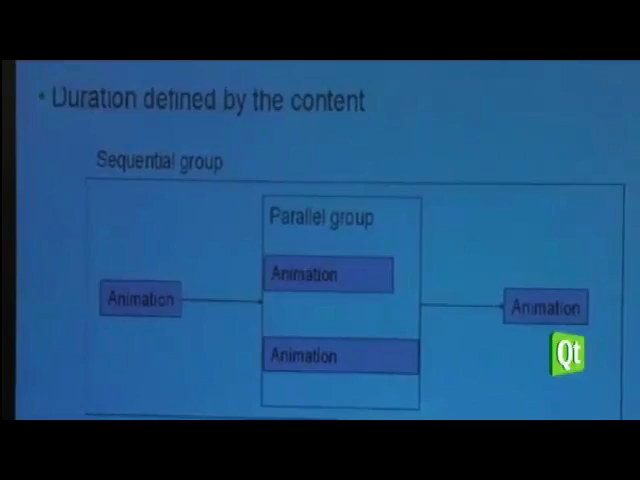 • Duration defined by the content
Sequential group
Parallel group
Animation
Animation
Animation
Animation
Qt